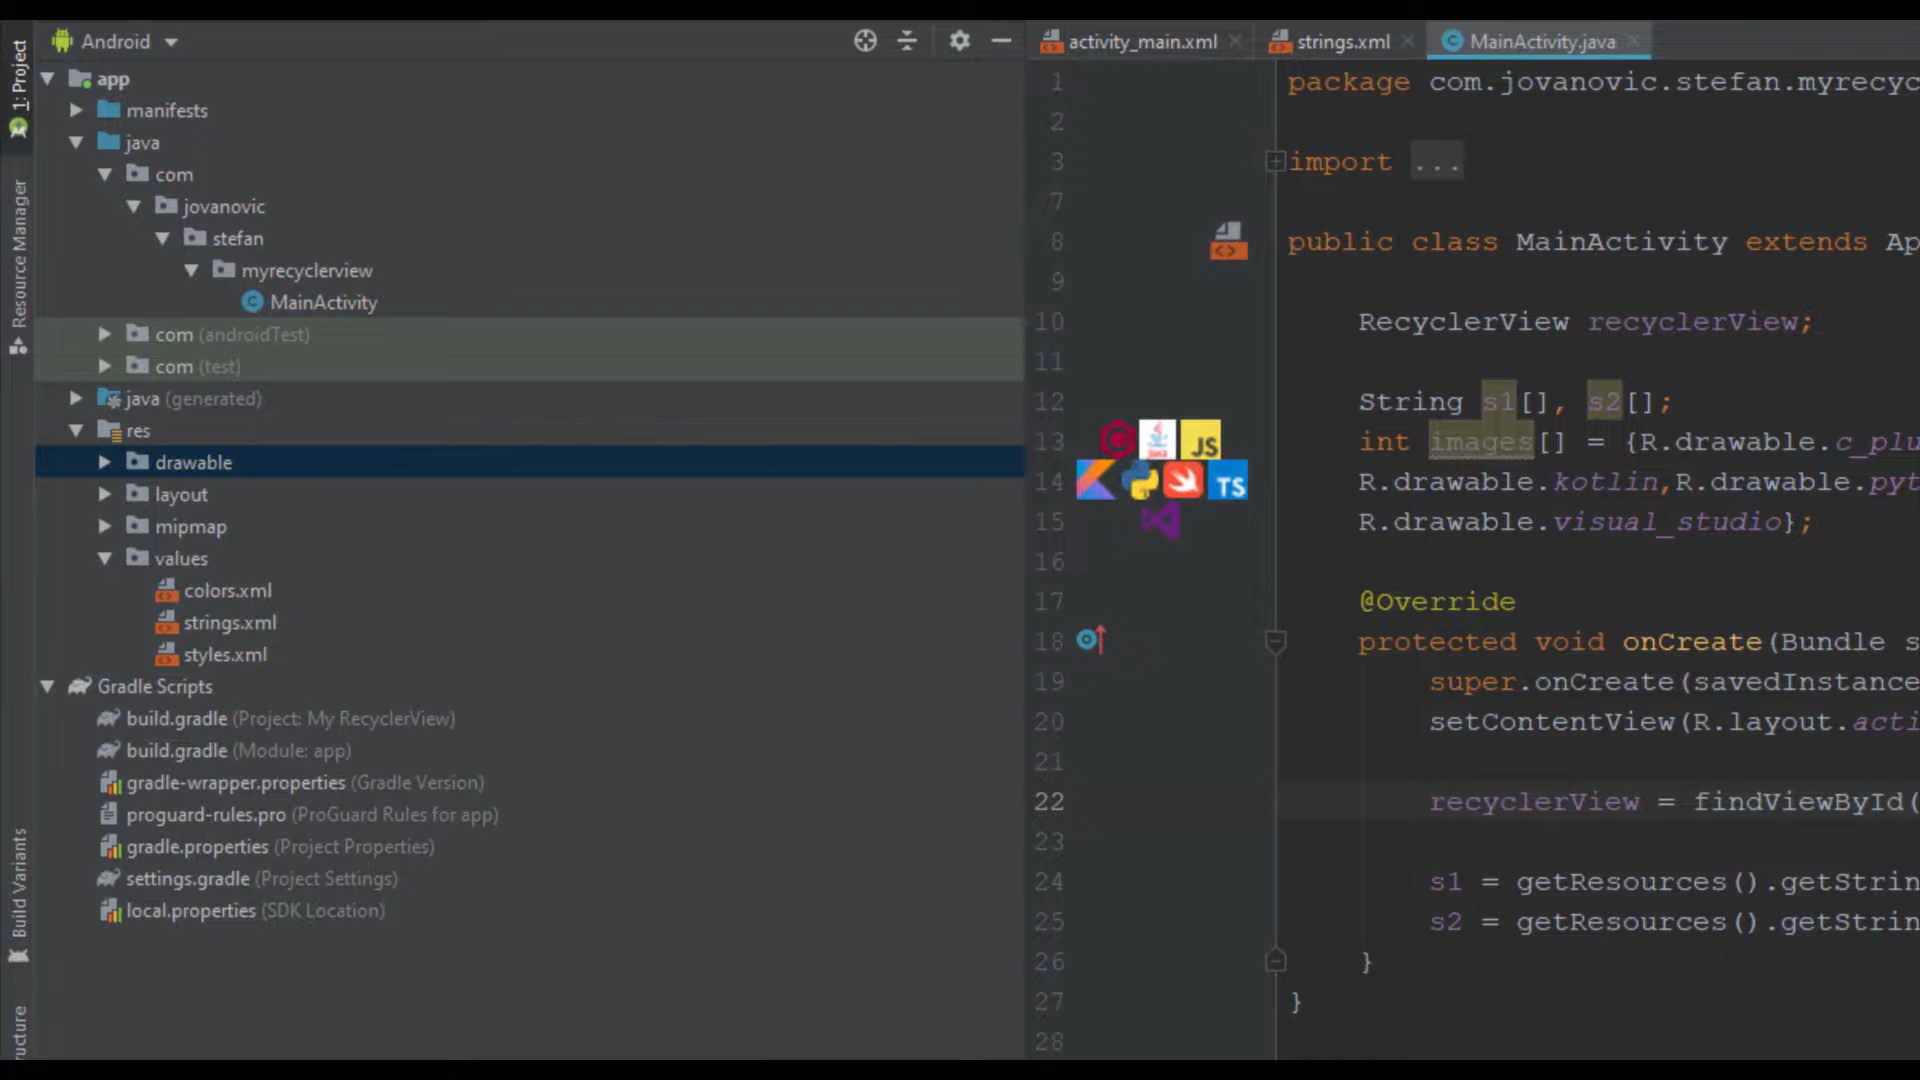 1: Project
Resource Manager
Build Variants
ructure
Android
app
manifests
java
com
jovanovic
stefan
myrecyclerview
MainActivity
com (androidTest)
com (test)
java (generated)
res
drawable
layout
mipmap
values
colors.xml
strings.xml
styles.xml
Gradle Scripts
build.gradle (Project: My RecyclerView)
build.gradle (Module: app)
gradle-wrapper.properties (Gradle Version)
proguard-rules.pro (ProGuard Rules for app)
gradle.properties (Project Properties)
settings.gradle (Project Settings)
local.properties (SDK Location)
activity_main.xml strings.xml MainActivity.java
1 package com.jovanovic.stefan.myrecyc
2
3 import ...
7
8 public class MainActivity extends Ap
9
10 RecyclerView recyclerView;
11
12 String s1[], s2[];
13 JS int images[] = {R.drawable.c_plu
14 TS R.drawable.kotlin,R.drawable.pyt
15 R.drawable.visual_studio};
16
17 @Override
18 protected void onCreate(Bundle s
19 super.onCreate(savedInstance
20 setContentView(R.layout.acti
21
22 recyclerView = findViewById(
23
24 s1 = getResources().getStrin
25 s2 = getResources().getStrin
26 }
27 }
28